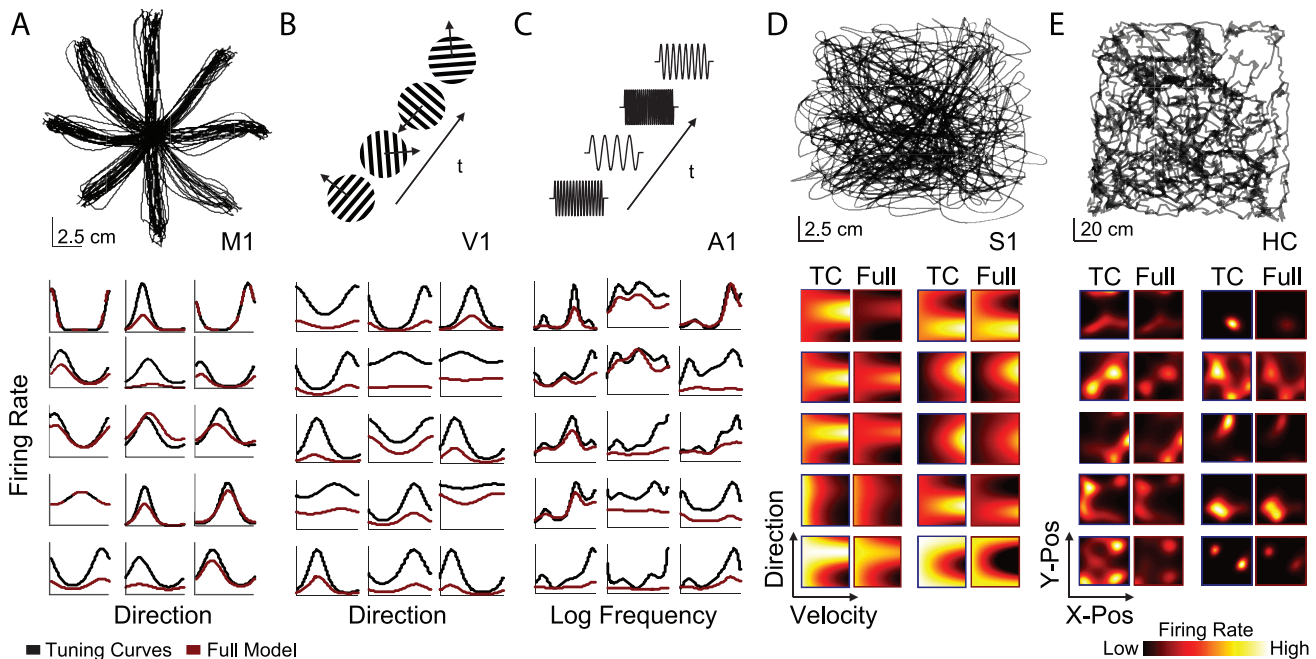 A
B
C
D
E
t
t
2.5 cm
M1
V1
A1
2.5 cm
S1
20 cm
HC
TC Full TC Full
TC Full TC Full
Firing Rate
Direction
Direction
Log Frequency
Direction
Velocity
Y-Pos
X-Pos
Tuning Curves Full Model
Firing Rate
Low High